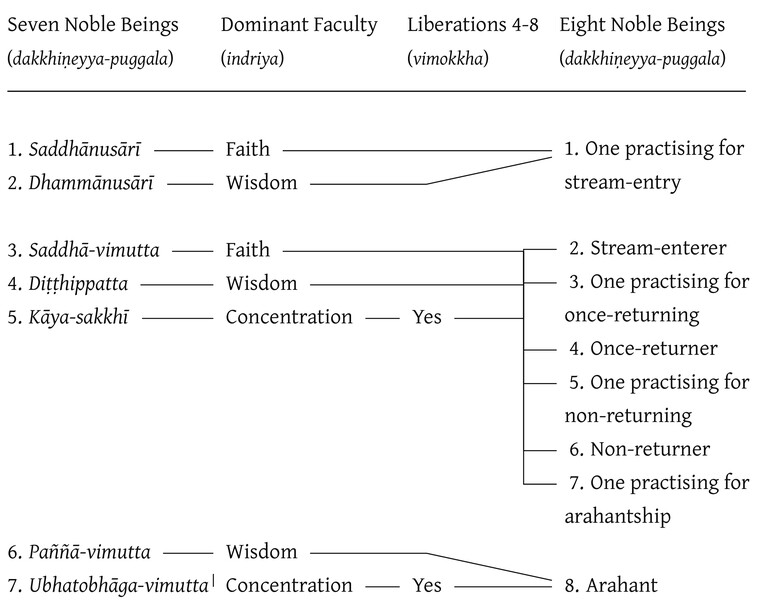 Seven Noble Beings Dominant Faculty Liberations 4-8 Eight Noble Beings
(dakkhiṇeyya-puggala) (indriya) (vimokkha) (dakkhiṇeyya-puggala)
1. Saddhānusārī Faith 1. One practising for
2. Dhammānusārī Wisdom stream-entry
3. Saddhā-vimutta Faith 2. Stream-enterer
4. Diṭṭhippatta Wisdom 3. One practising for
5. Kāya-sakkhī Concentration Yes once-returning
4. Once-returner
5. One practising for
non-returning
6. Non-returner
7. One practising for
arahantship
6. Paññā-vimutta Wisdom
7. Ubhatobhāga-vimutta Concentration Yes 8. Arahant